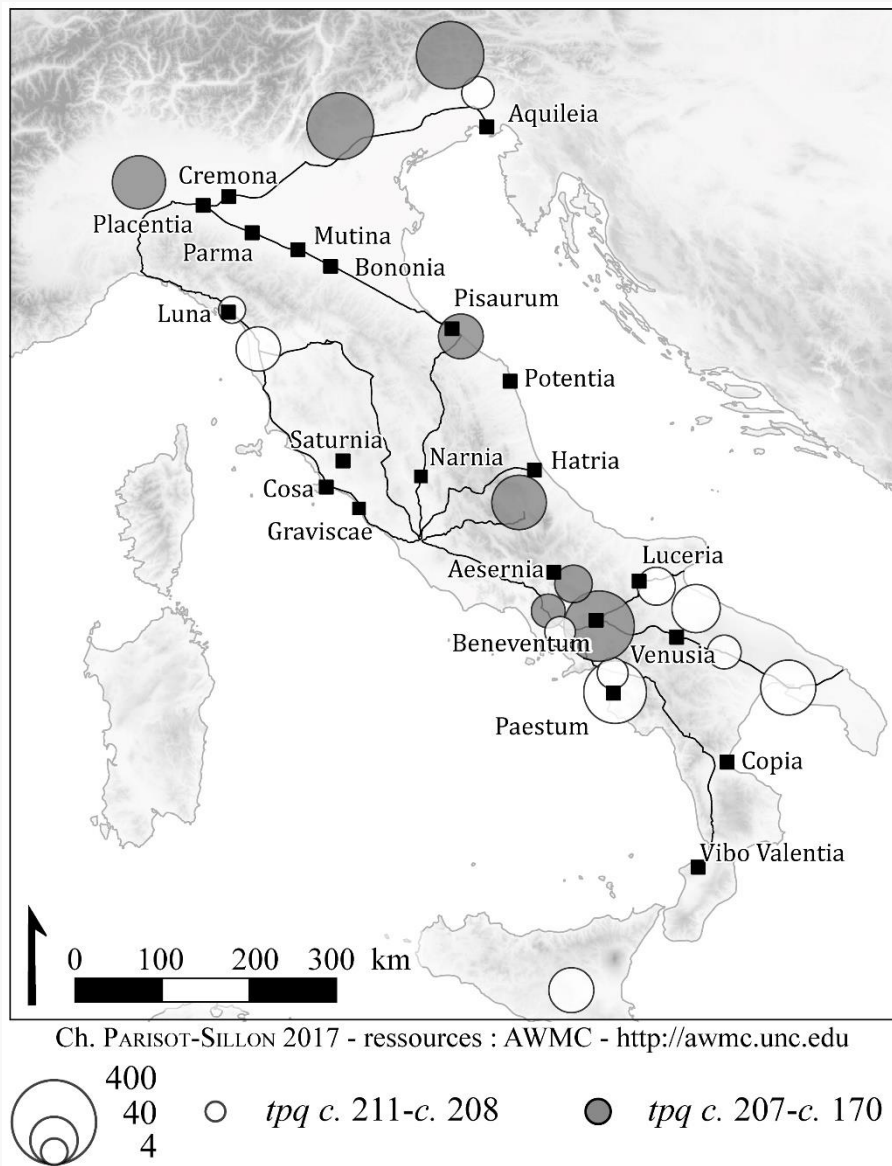 Aquileia
Cremona
Placentia
Parma
Mutina
Bononia
Luna
Pisaurum
Potentia
Saturnia
Narnia
Hatria
Cosa
Graviscae
Aesernia
Luceria
Beneventum
Venusia
Paestum
Copia
Vibo Valentia
0 100 200 300 km
Ch. PARISOT-SILLON 2017 - ressources : AWMC - http://awmc.unc.edu
400
40
4
tpq c. 211-c. 208
tpq c. 207-c. 170